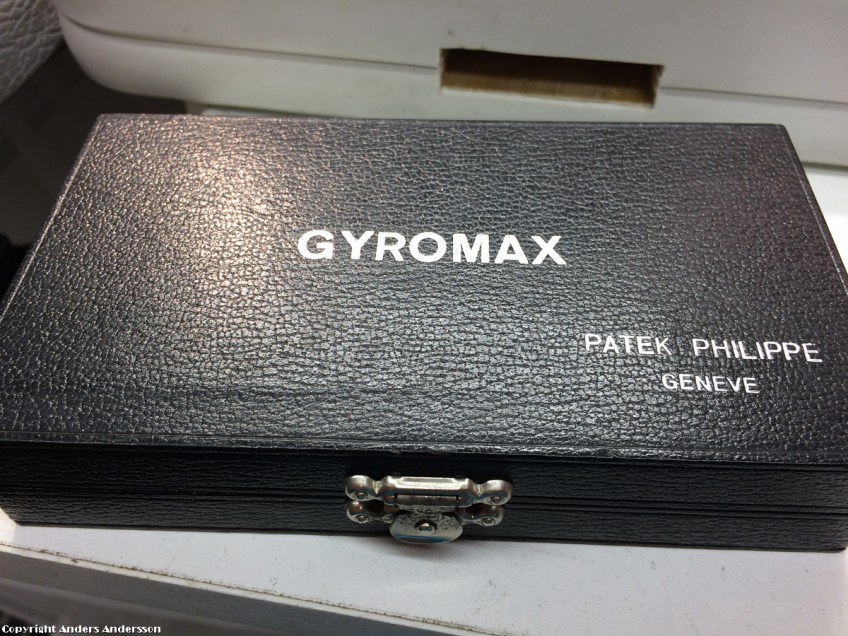 GYROMAX
PATEK PHILIPPE
GENEVE
Copyright Anders Andersson